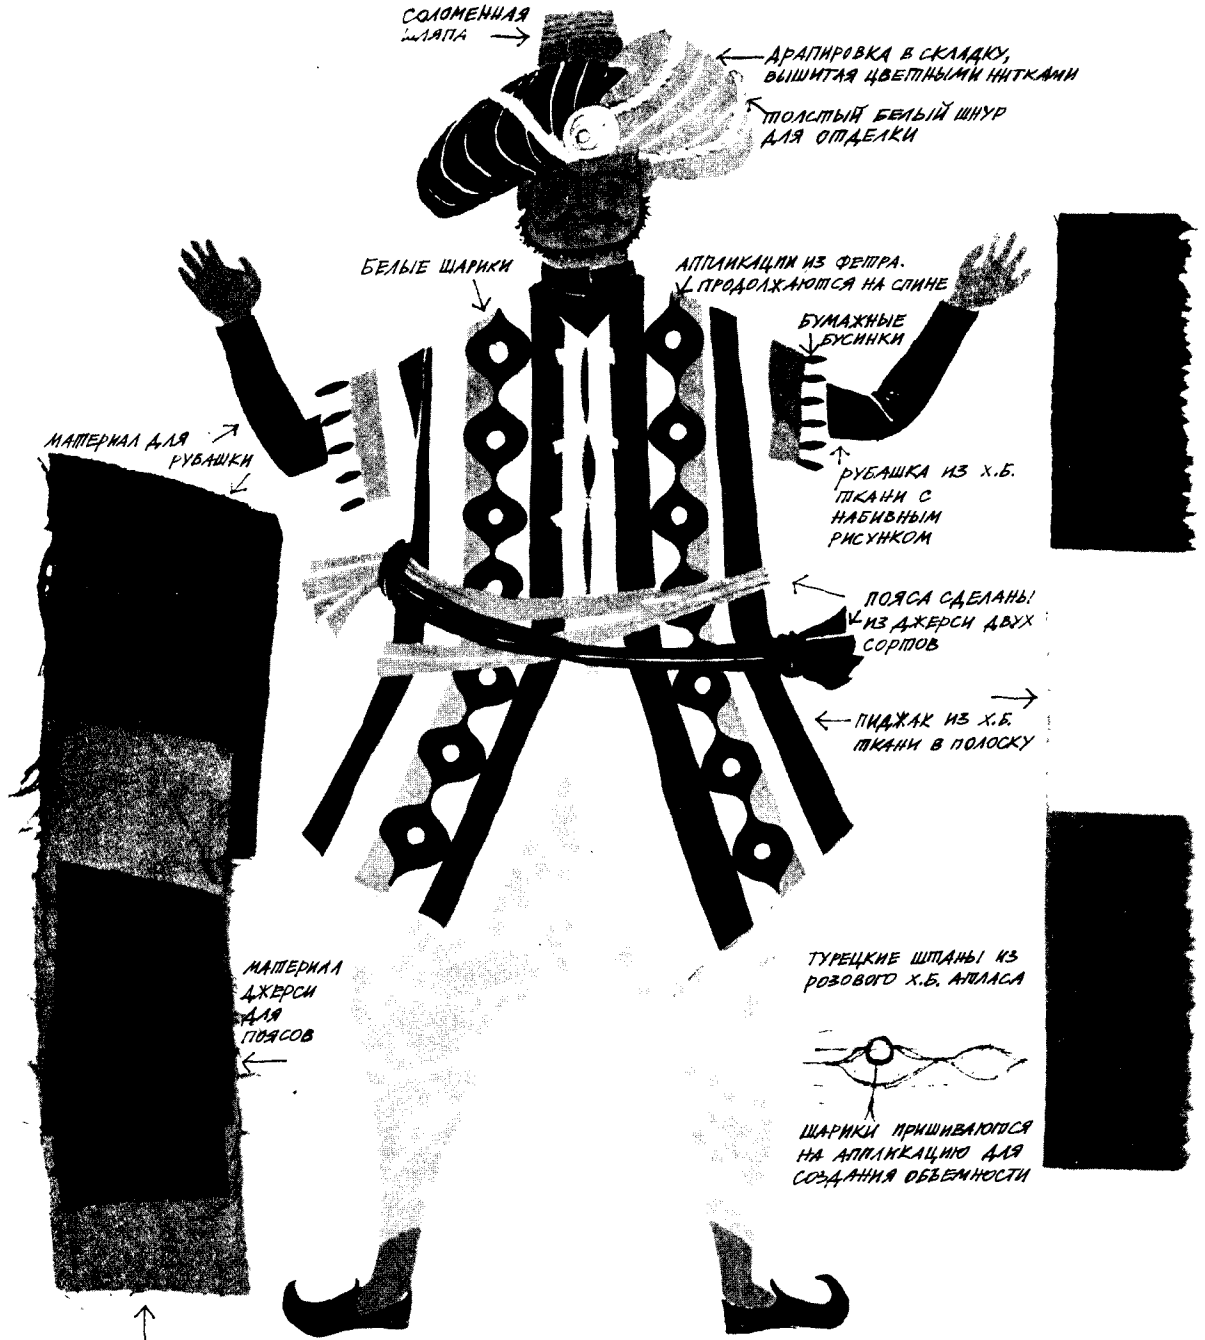 СОЛОМЕННАЯ
ШЛЯПА
ДРАПИРОВКА В СКЛАДКУ,
ВЫШИТАЯ ЦВЕТНЫМИ НИТКАМИ
ТОЛСТЫЙ БЕЛЫЙ ШНУР
ДЛЯ ОТДЕЛКИ
БЕЛЫЕ ШАРИКИ
АППЛИКАЦИИ ИЗ ФЕТРА.
ПРОДОЛЖАЮТСЯ НА СПИНЕ
БУМАЖНЫЕ
БУСИНКИ
МАТЕРИАЛ ДЛЯ
РУБАШКИ
РУБАШКА ИЗ Х.Б.
ТКАНИ С
НАБИВНЫМ
РИСУНКОМ
ПОЯСА СДЕЛАНЫ
ИЗ ДЖЕРСИ ДВУХ
СОРТОВ
ПИДЖАК ИЗ Х.Б.
ТКАНИ В ПОЛОСКУ
МАТЕРИАЛ
ДЖЕРСИ
ДЛЯ
ПОЯСОВ
ТУРЕЦКИЕ ШТАНЫ ИЗ
РОЗОВОГО Х.Б. АТЛАСА
ШАРИКИ ПРИШИВАЮТСЯ
НА АППЛИКАЦИЮ ДЛЯ
СОЗДАНИЯ ОБЪЕМНОСТИ